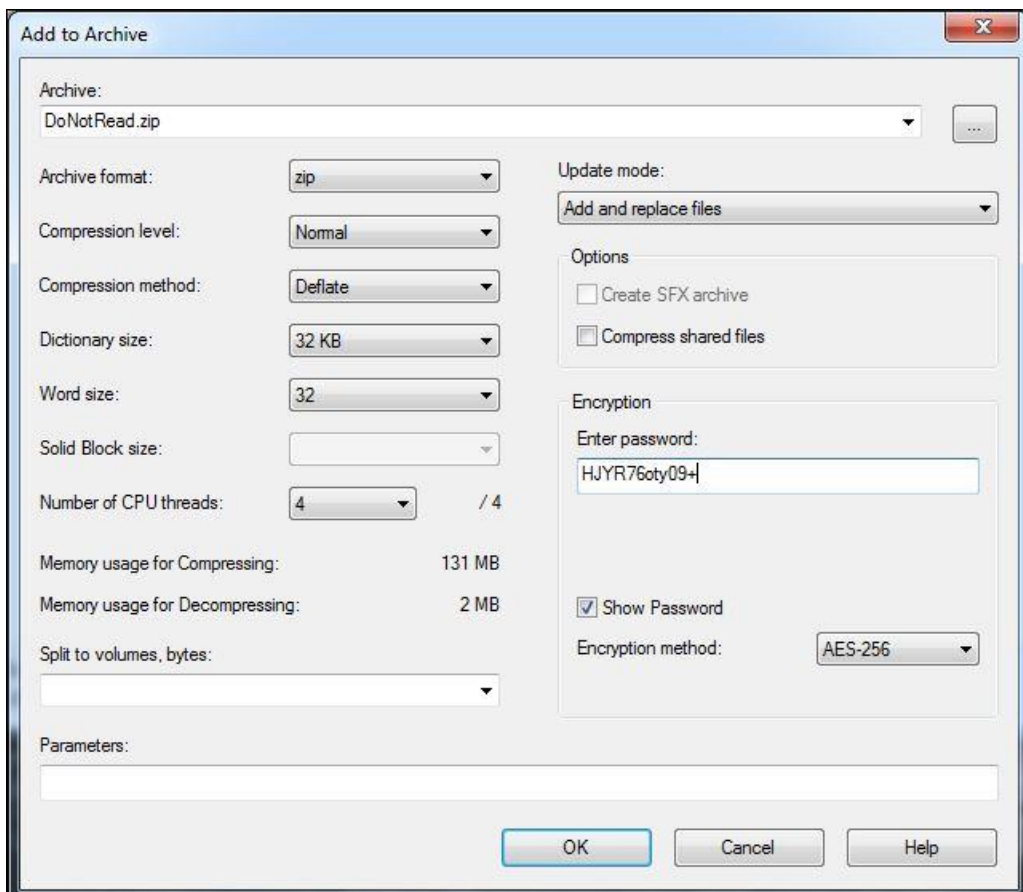 Add to Archive
Archive:
DoNotRead.zip
...
Archive format:
zip
Compression level:
Normal
Compression method:
Deflate
Dictionary size:
32 KB
Word size:
32
Solid Block size:
Number of CPU threads:
4
/ 4
Memory usage for Compressing:
131 MB
Memory usage for Decompressing:
2 MB
Split to volumes, bytes:
Update mode:
Add and replace files
Options
Create SFX archive
Compress shared files
Encryption
Enter password:
HJYR76oty09+
Show Password
Encryption method:
AES-256
Parameters:
OK
Cancel
Help